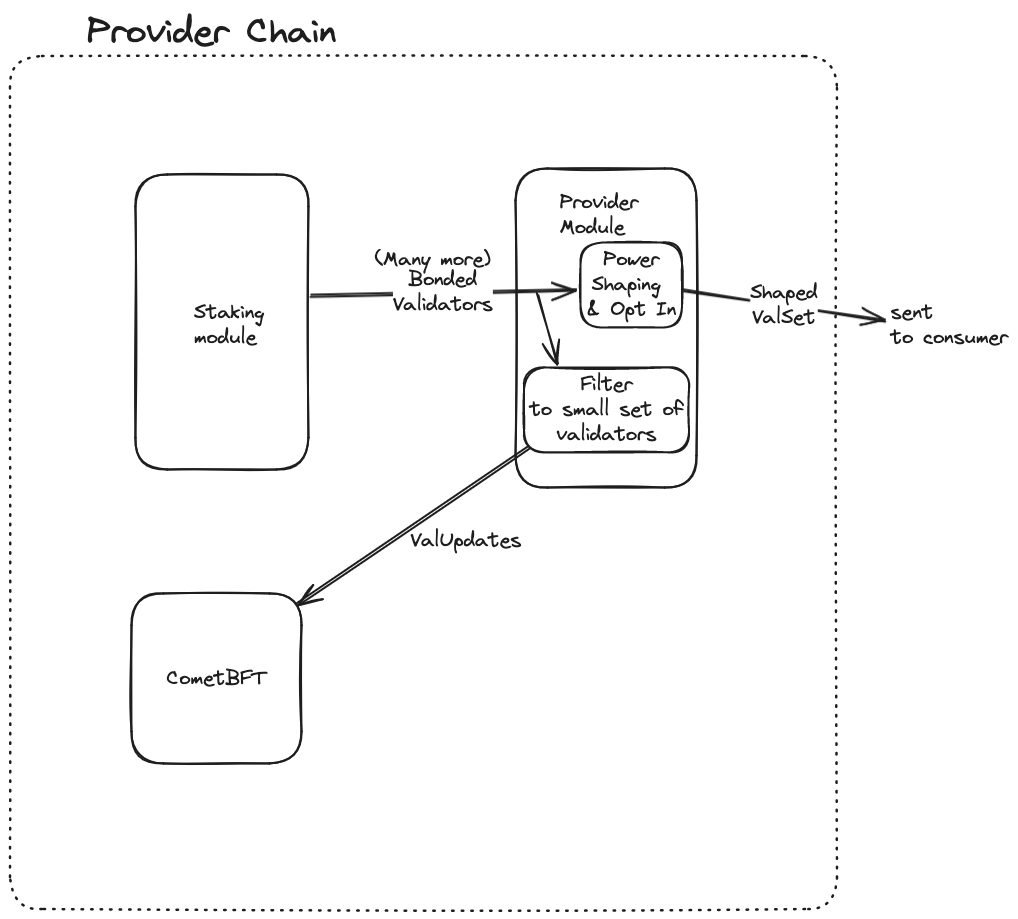 Provider Chain
Provider
Module
(Many more)
Bonded
Validators
Power
Shaping
& Opt In
Shaped
ValSet
sent
to consumer
Staking
module
Filter
to small set of
validators
ValUpdates
CometBFT